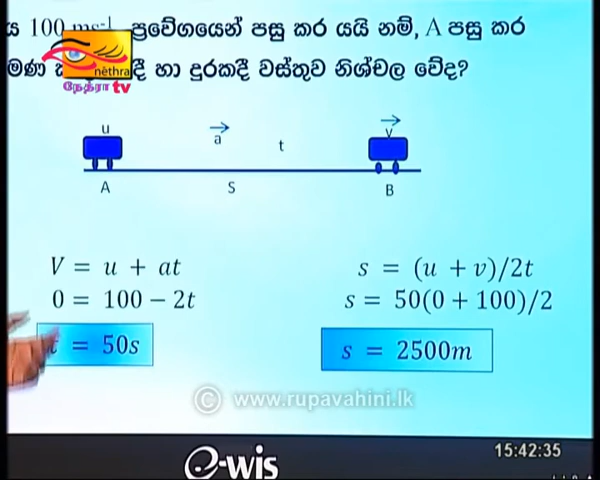 ය 100 ms⁻¹ ප්‍රවේගයෙන් පසු කර යයි නම්, A පසු කර
දී හා දුරකදී වස්තුව නිශ්චල වේද?
nēthra
நேத்ரா tv
u
a
t
v
A
S
B
V = u + at
0 = 100 − 2t
t = 50s
s = (u + v)/2t
s = 50(0 + 100)/2
s = 2500m
© www.rupavahini.lk
e-wis
15:42:35